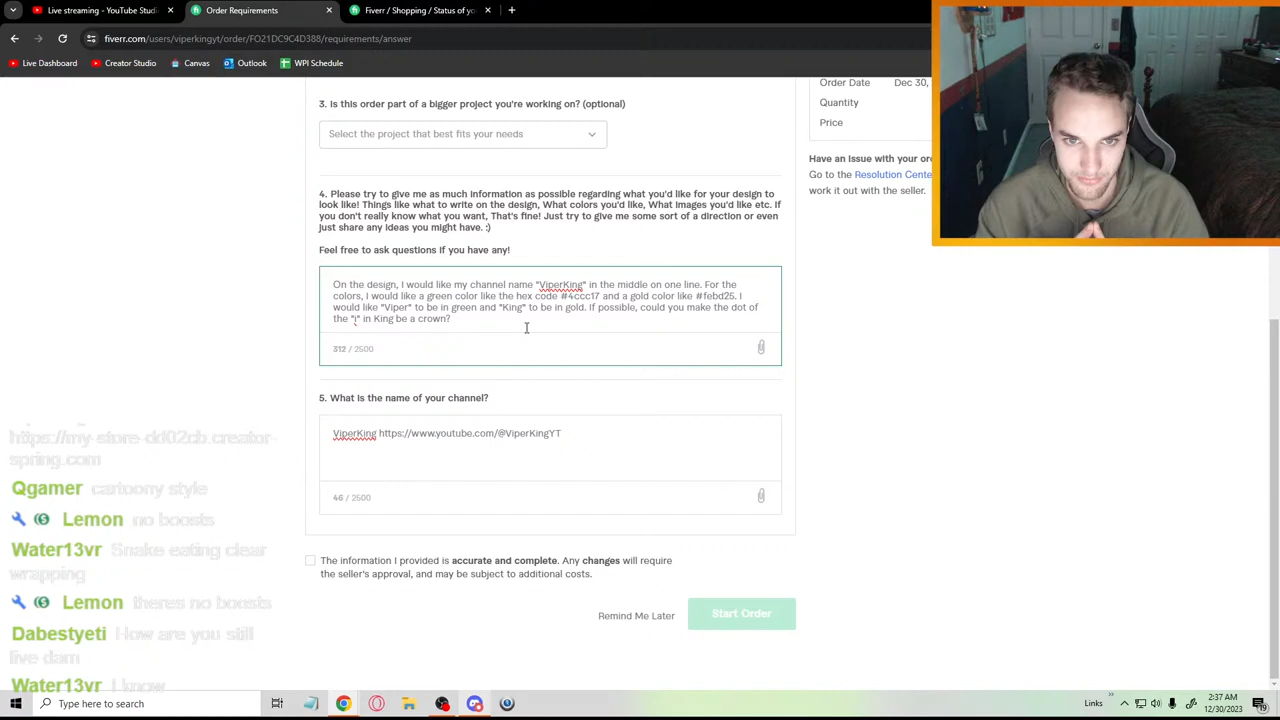 Live streaming - YouTube Studio
Order Requirements
Fiverr / Shopping / Status of yo
fiverr.com/users/viperkingyt/order/FO21DC9C4D388/requirements/answer
Live Dashboard
Creator Studio
Canvas
Outlook
WPI Schedule
3. Is this order part of a bigger project you're working on? (optional)
Select the project that best fits your needs
4. Please try to give me as much information as possible regarding what you'd like for your design to
look like! Things like what to write on the design, What colors you'd like, What images you'd like etc. If
you don't really know what you want, That's fine! Just try to give me some sort of a direction or even
just share any ideas you might have. :)
Feel free to ask questions if you have any!
On the design, I would like my channel name "ViperKing" in the middle on one line. For the
colors, I would like a green color like the hex code #4ccc17 and a gold color like #febd25. I
would like "Viper" to be in green and "King" to be in gold. If possible, could you make the dot of
the "i" in King be a crown?
312 / 2500
5. What is the name of your channel?
ViperKing https://www.youtube.com/@ViperKingYT
46 / 2500
The information I provided is accurate and complete. Any changes will require
the seller's approval, and may be subject to additional costs.
Remind Me Later
Start Order
Order Date Dec 30,
Quantity
Price
Have an issue with your ord
Go to the Resolution Cente
work it out with the seller.
https://my-store-dd02cb.creator-
spring.com
Qgamer cartoony style
Lemon no boosts
Water13vr Snake eating clear
wrapping
Lemon theres no boosts
Dabestyeti How are you still
live dam
Water13vr I know
Type here to search
Links
2:37 AM
12/30/2023
19